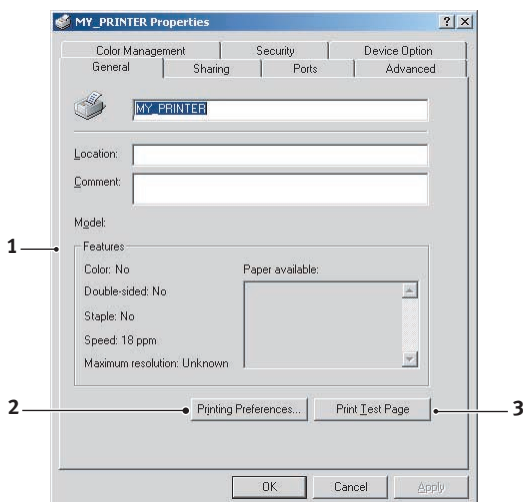 MY_PRINTER Properties
Color Management Security Device Option
General Sharing Ports Advanced
MY_PRINTER
Location:
Comment:
Model:
1
Features
Color: No Paper available:
Double-sided: No
Staple: No
Speed: 18 ppm
Maximum resolution: Unknown
2 Printing Preferences... Print Test Page 3
OK Cancel Apply